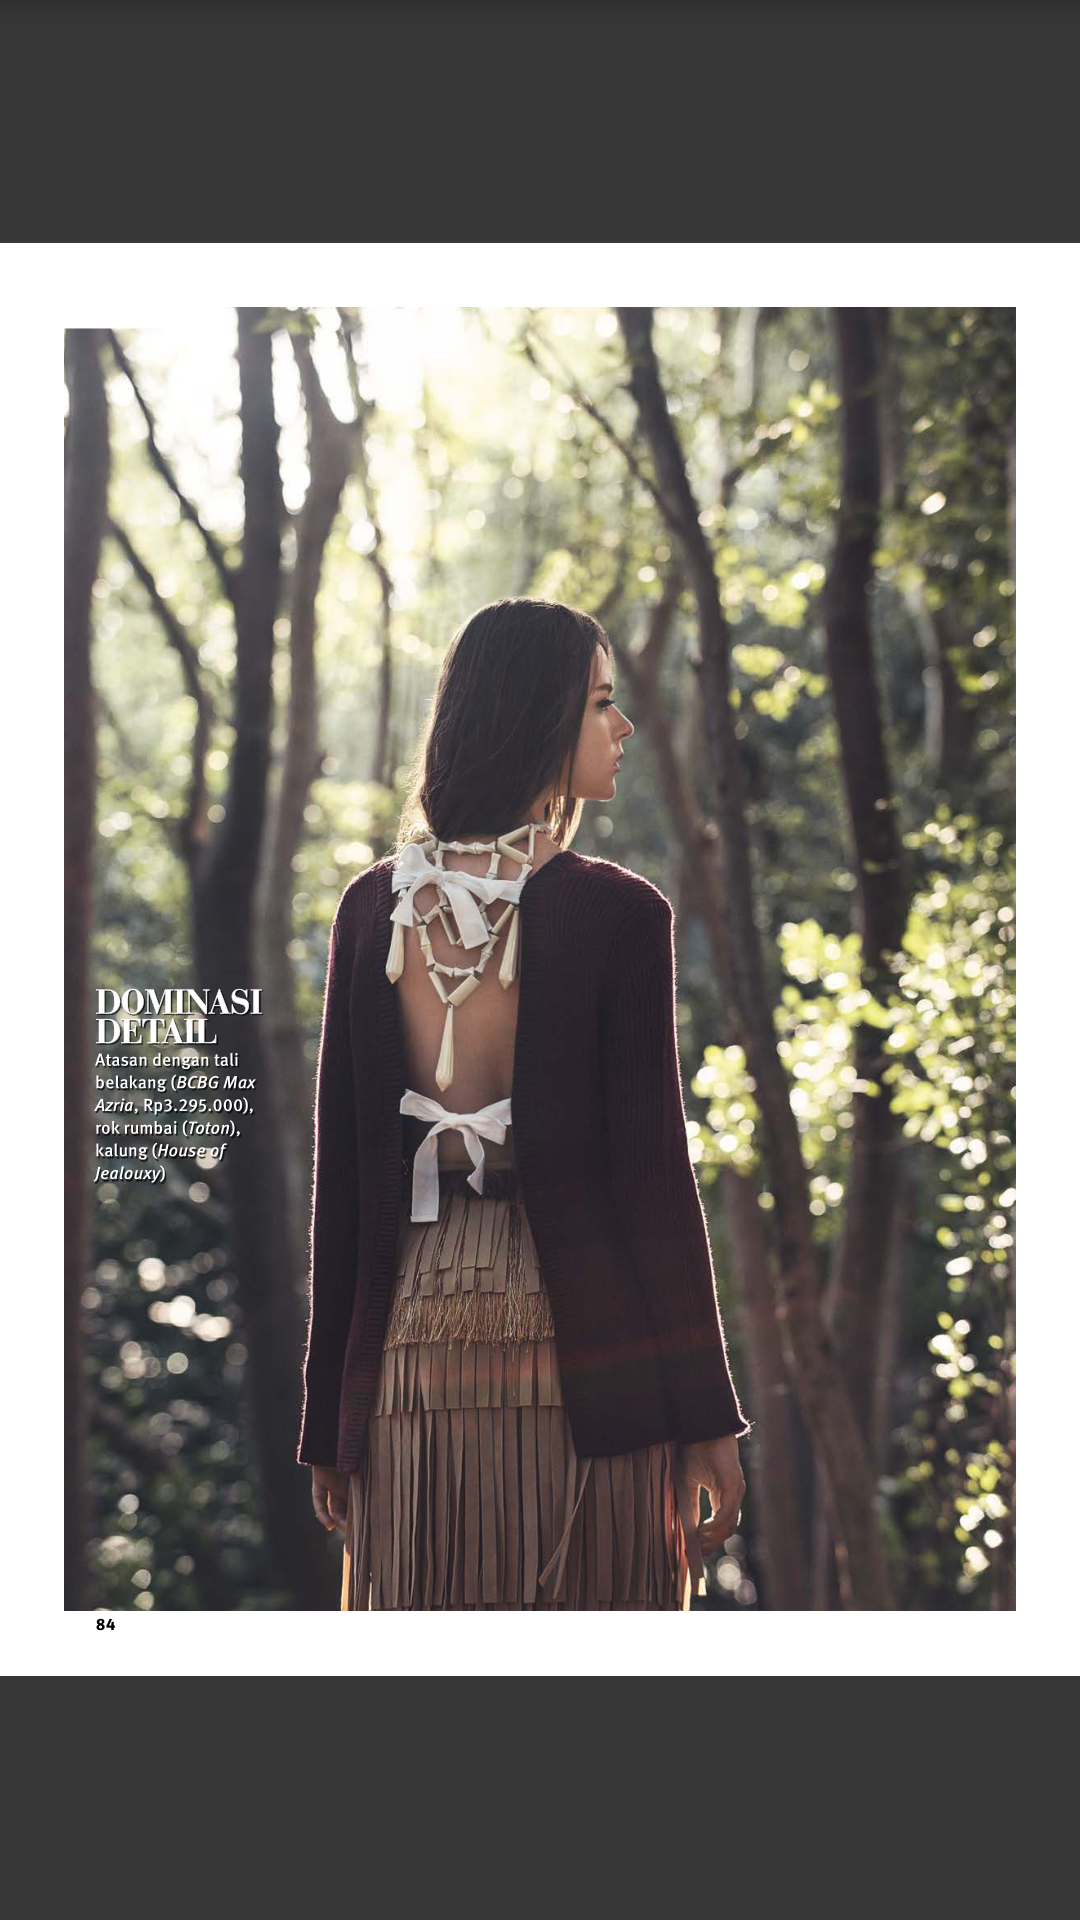 DOMINASI
DETAIL
Atasan dengan tali
belakang (BCBG Max
Azria, Rp3.295.000),
rok rumbai (Toton),
kalung (House of
Jealouxy)
84